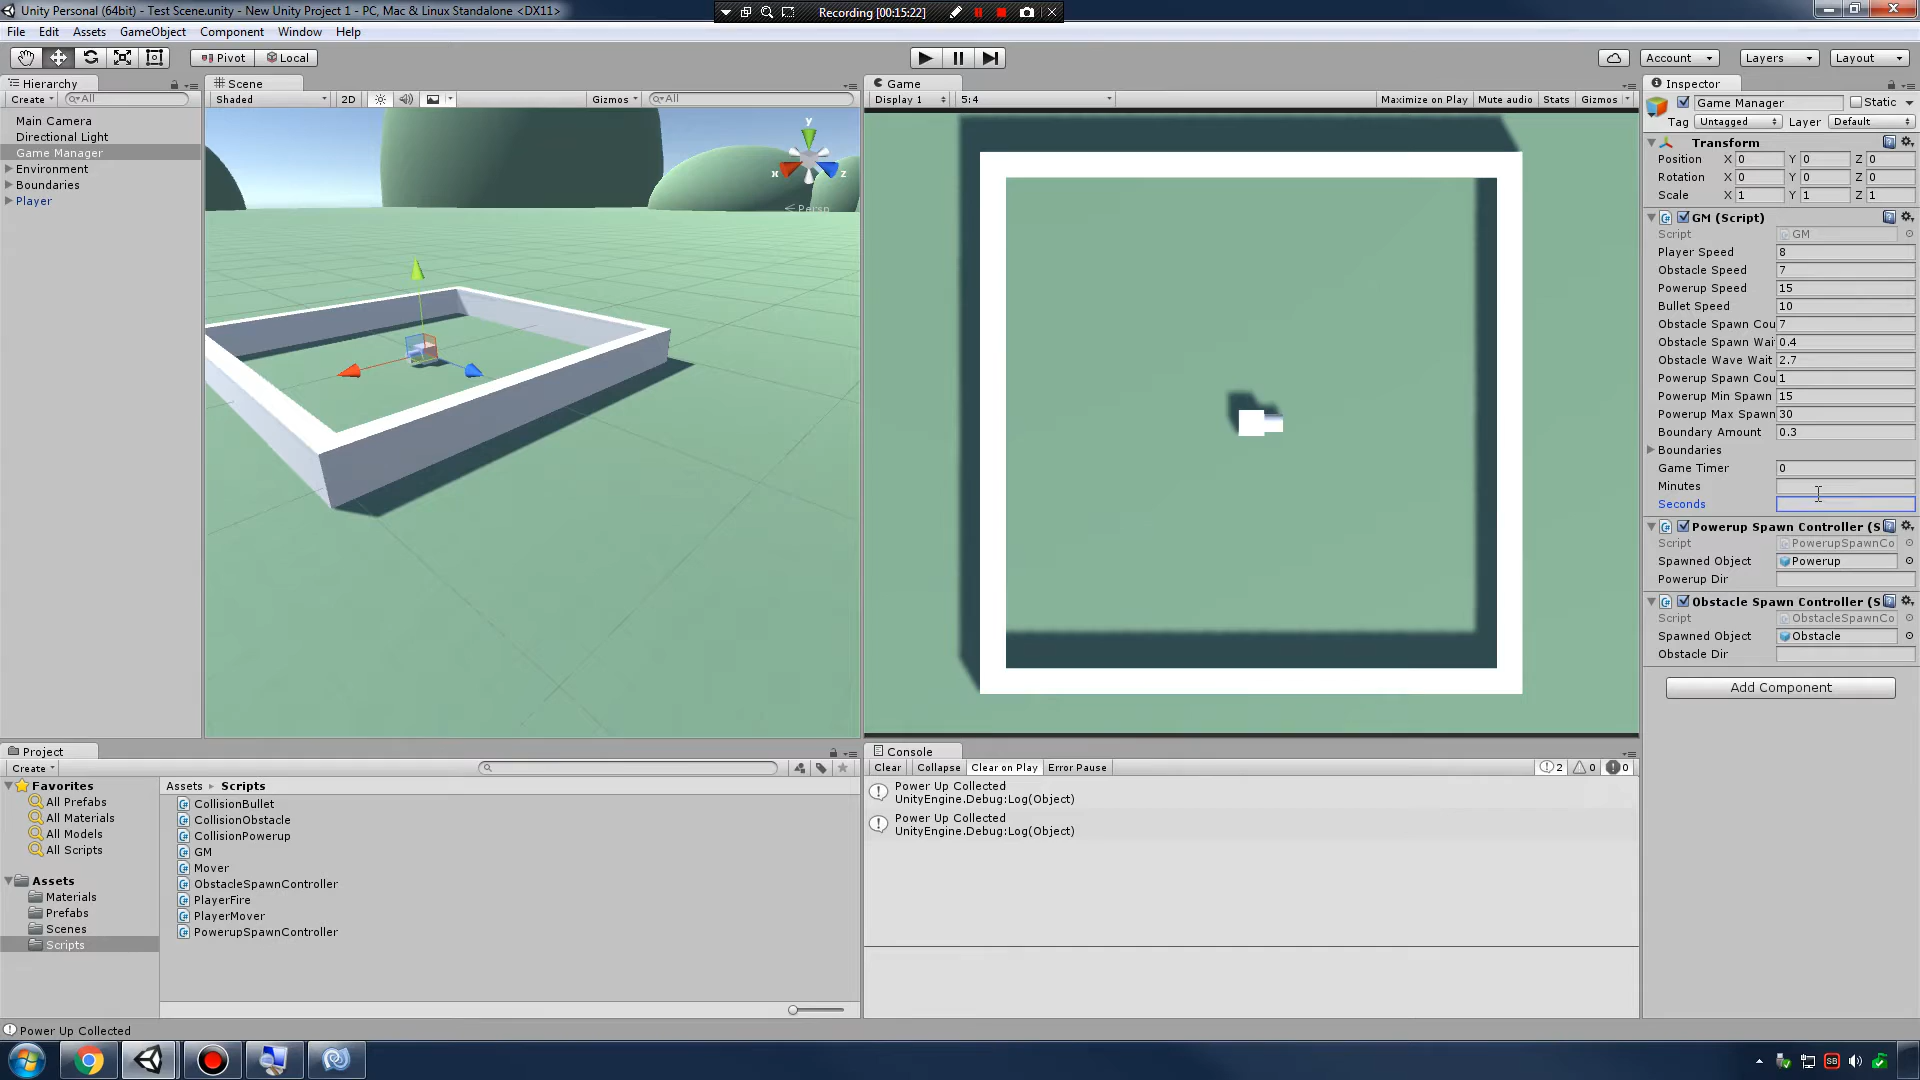 Unity Personal (64bit) - Test Scene.unity - New Unity Project 1 - PC, Mac & Linux Standalone <DX11>
Recording [00:15:22]
File Edit Assets GameObject Component Window Help
Pivot Local
Account Layers Layout
Hierarchy
Create All
Main Camera
Directional Light
Game Manager
Environment
Boundaries
Player
Scene
Shaded 2D Gizmos All
y
x z
Persp
Game
Display 1 5:4 Maximize on Play Mute audio Stats Gizmos
Inspector
Game Manager Static
Tag Untagged Layer Default
Transform
Position X 0 Y 0 Z 0
Rotation X 0 Y 0 Z 0
Scale X 1 Y 1 Z 1
GM (Script)
Script GM
Player Speed 8
Obstacle Speed 7
Powerup Speed 15
Bullet Speed 10
Obstacle Spawn Cou 7
Obstacle Spawn Wai 0.4
Obstacle Wave Wait 2.7
Powerup Spawn Cou 1
Powerup Min Spawn 15
Powerup Max Spawn 30
Boundary Amount 0.3
Boundaries
Game Timer 0
Minutes
Seconds
Powerup Spawn Controller (S
Script PowerupSpawnCo
Spawned Object Powerup
Powerup Dir
Obstacle Spawn Controller (S
Script ObstacleSpawnCo
Spawned Object Obstacle
Obstacle Dir
Add Component
Project
Create
Favorites
All Prefabs
All Materials
All Models
All Scripts
Assets
Materials
Prefabs
Scenes
Scripts
Assets Scripts
CollisionBullet
CollisionObstacle
CollisionPowerup
GM
Mover
ObstacleSpawnController
PlayerFire
PlayerMover
PowerupSpawnController
Console
Clear Collapse Clear on Play Error Pause 2 0 0
Power Up Collected
UnityEngine.Debug:Log(Object)
Power Up Collected
UnityEngine.Debug:Log(Object)
Power Up Collected
SB